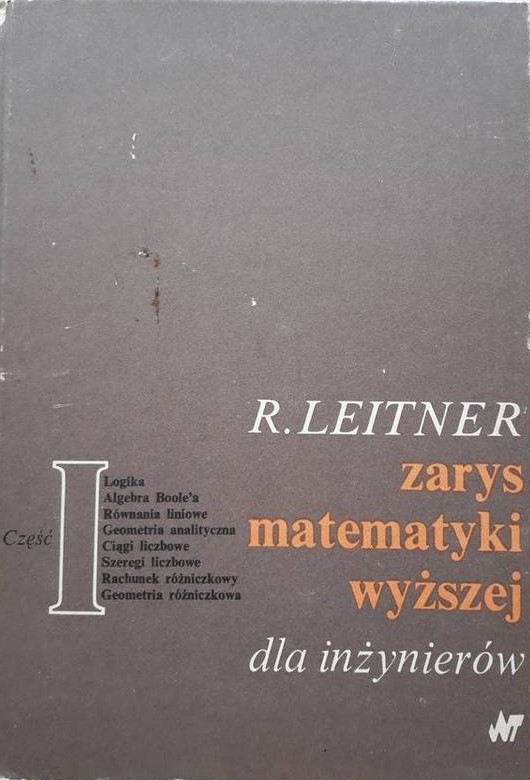 R. LEITNER
zarys
matematyki
wyższej
dla inżynierów
Część I
Logika
Algebra Boole'a
Równania liniowe
Geometria analityczna
Ciągi liczbowe
Szeregi liczbowe
Rachunek różniczkowy
Geometria różniczkowa
WNT